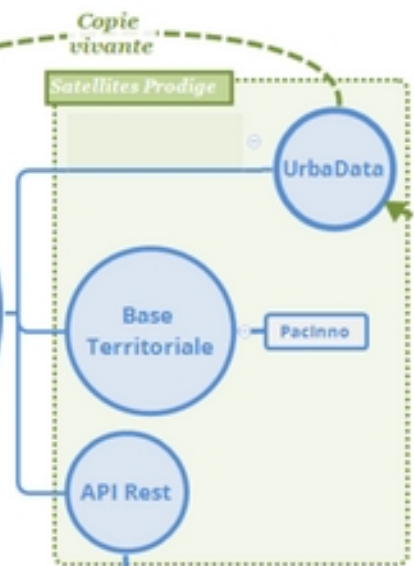 Copie
vivante
Satellites Prodige
UrbaData
Base
Territoriale
PacInno
API Rest